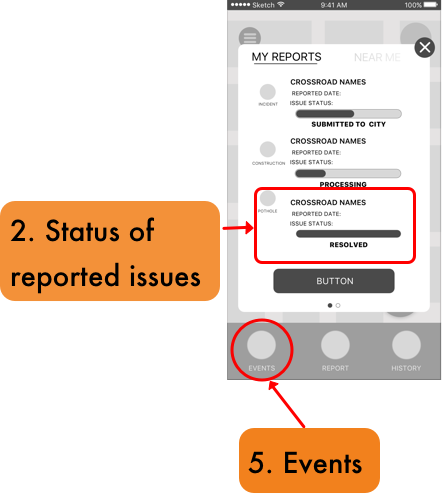 Sketch 9:41 AM 100%
MY REPORTS NEAR ME
CROSSROAD NAMES
REPORTED DATE:
INCIDENT
ISSUE STATUS:
SUBMITTED TO CITY
CROSSROAD NAMES
REPORTED DATE:
CONSTRUCTION
ISSUE STATUS:
PROCESSING
CROSSROAD NAMES
POTHOLE
REPORTED DATE:
ISSUE STATUS:
RESOLVED
2. Status of
reported issues
BUTTON
EVENTS REPORT HISTORY
5. Events